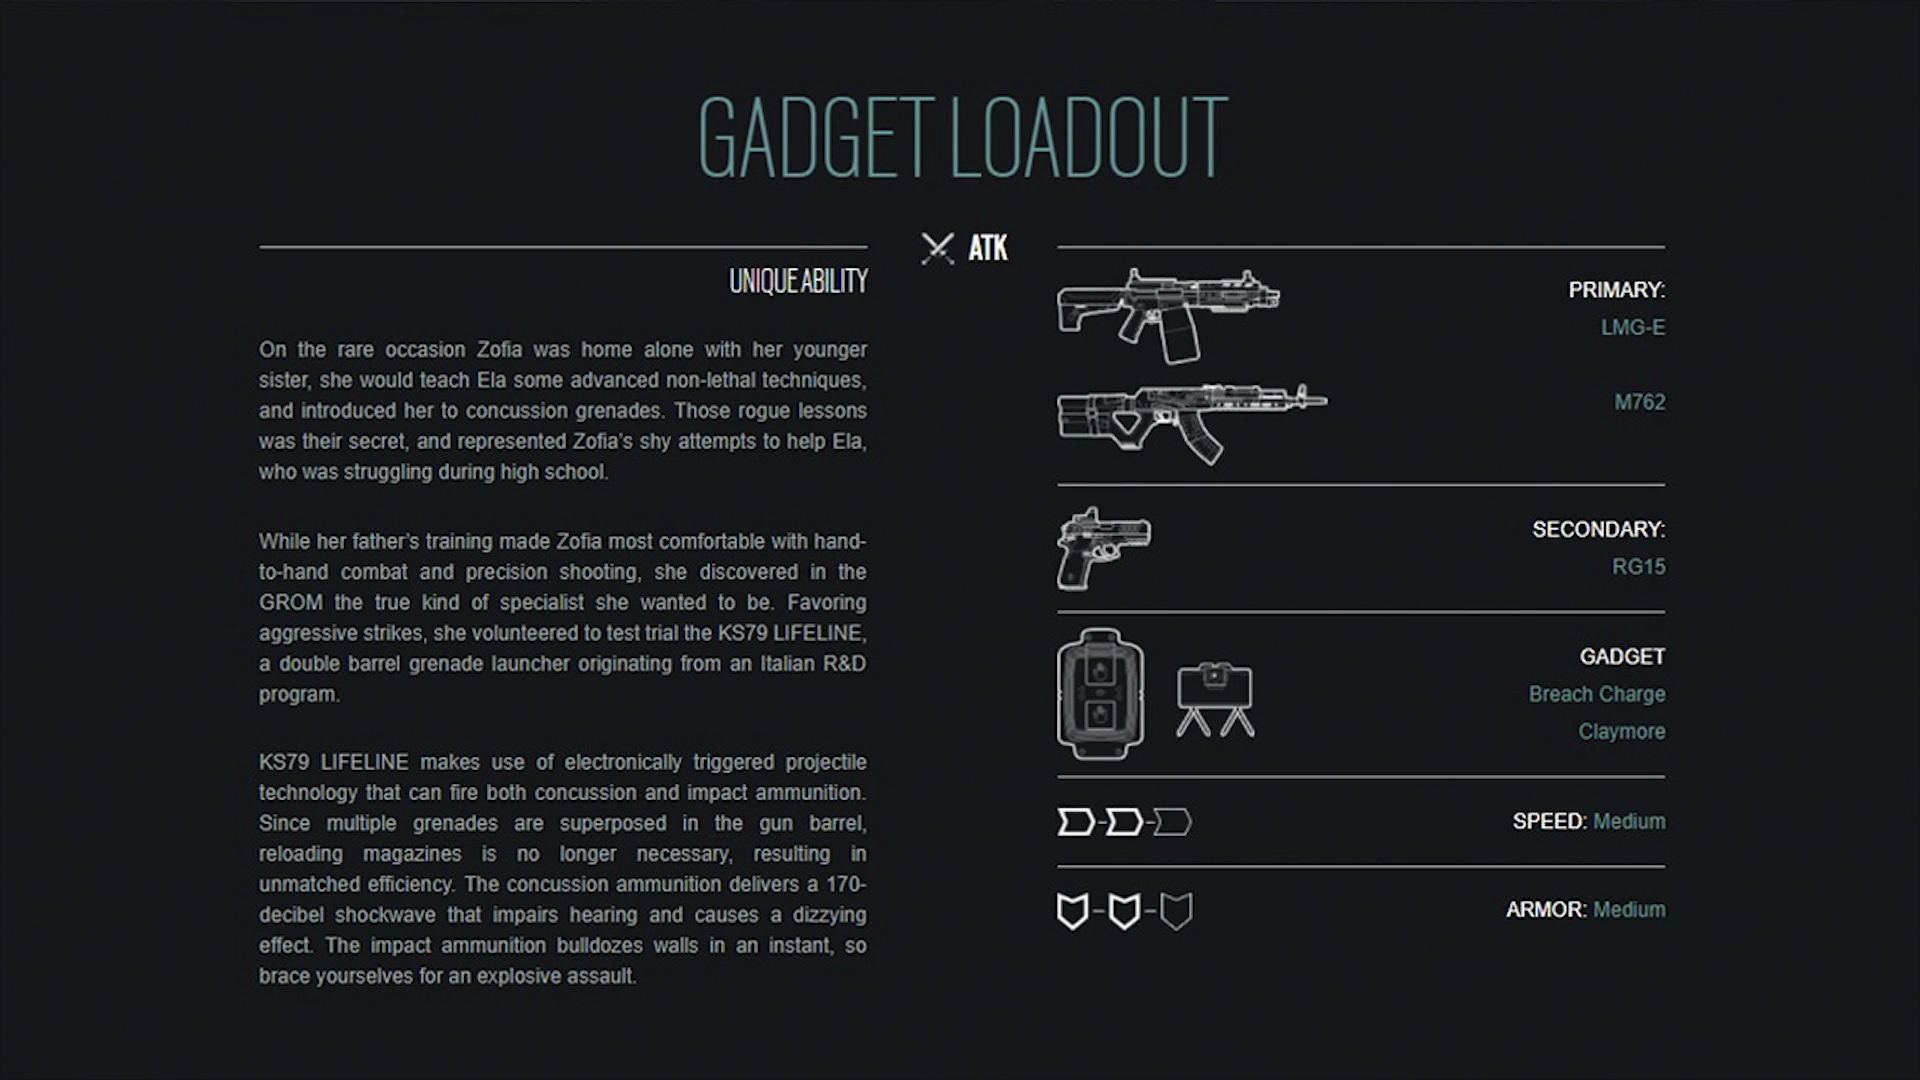 GADGET LOADOUT
ATK
UNIQUE ABILITY
On the rare occasion Zofia was home alone with her younger
sister, she would teach Ela some advanced non-lethal techniques,
and introduced her to concussion grenades. Those rogue lessons
was their secret, and represented Zofia's shy attempts to help Ela,
who was struggling during high school.
While her father's training made Zofia most comfortable with hand-
to-hand combat and precision shooting, she discovered in the
GROM the true kind of specialist she wanted to be. Favoring
aggressive strikes, she volunteered to test trial the KS79 LIFELINE,
a double barrel grenade launcher originating from an Italian R&D
program.
KS79 LIFELINE makes use of electronically triggered projectile
technology that can fire both concussion and impact ammunition.
Since multiple grenades are superposed in the gun barrel,
reloading magazines is no longer necessary, resulting in
unmatched efficiency. The concussion ammunition delivers a 170-
decibel shockwave that impairs hearing and causes a dizzying
effect. The impact ammunition bulldozes walls in an instant, so
brace yourselves for an explosive assault.
PRIMARY:
LMG-E
M762
SECONDARY:
RG15
GADGET
Breach Charge
Claymore
SPEED: Medium
ARMOR: Medium